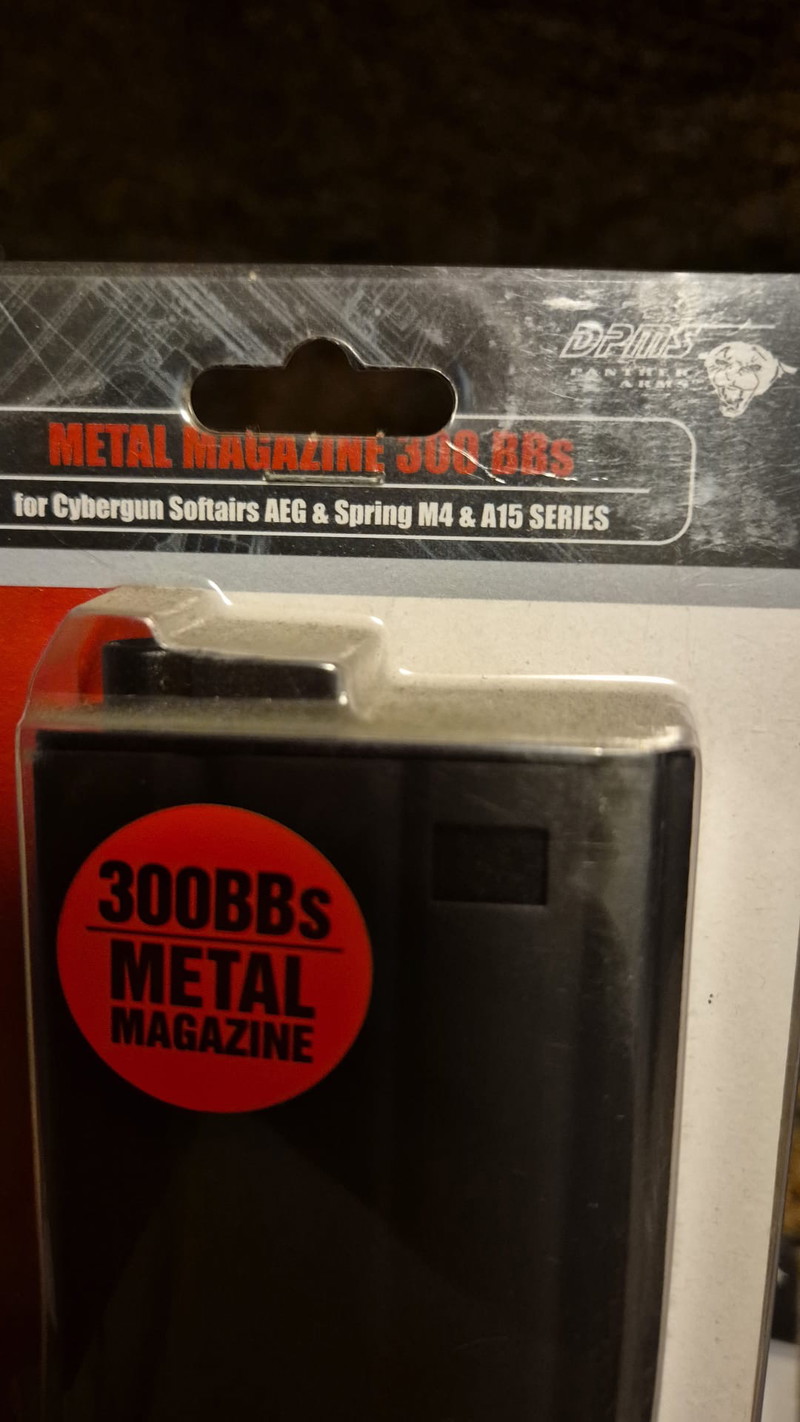 DPMS
PANTHER
ARMS
METAL MAGAZINE 300 BBs
for Cybergun Softairs AEG & Spring M4 & A15 SERIES
300BBs
METAL
MAGAZINE